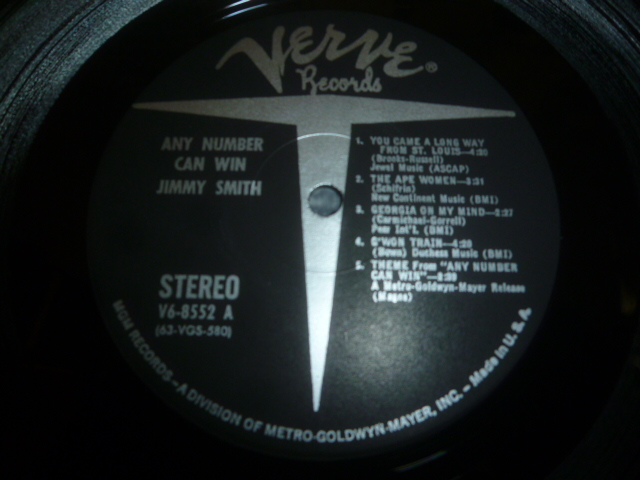 Verve®
Records
ANY NUMBER
CAN WIN
JIMMY SMITH
STEREO
V6-8552 A
(63-VGS-580)
1. YOU CAME A LONG WAY
FROM ST. LOUIS—4:20
(Brooks-Russell)
Jewel Music (ASCAP)
2. THE APE WOMEN—3:31
(Schifrin)
New Continent Music (BMI)
3. GEORGIA ON MY MIND—3:37
(Carmichael-Gorrell)
Peer Int'l. (BMI)
4. G'WON TRAIN—4:28
Duchess Music (BMI)
5. THEME From "ANY NUMBER
CAN WIN"
A Metro-Goldwyn-Mayer Release
(Magne)
MGM RECORDS – A DIVISION OF METRO-GOLDWYN-MAYER, INC. – Made in U. S. A.